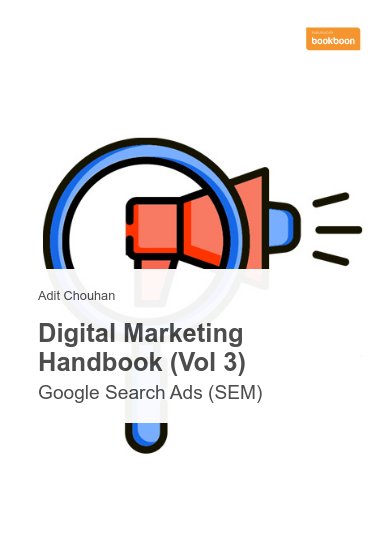 bookboon
Adit Chouhan
Digital Marketing
Handbook (Vol 3)
Google Search Ads (SEM)